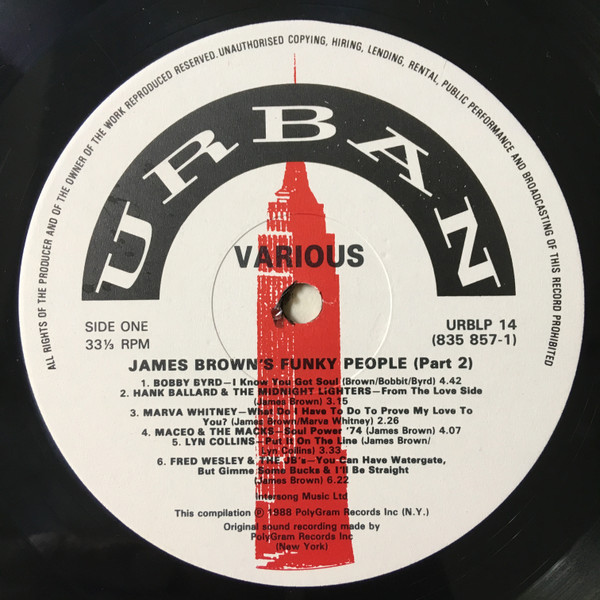 ALL RIGHTS OF THE PRODUCER AND OF THE OWNER OF THE WORK REPRODUCED RESERVED. UNAUTHORISED COPYING, HIRING, LENDING, RENTAL, PUBLIC PERFORMANCE AND BROADCASTING OF THIS RECORD PROHIBITED
URBAN
VARIOUS
SIDE ONE
33⅓ RPM
URBLP 14
(835 857-1)
JAMES BROWN'S FUNKY PEOPLE (Part 2)
1. BOBBY BYRD—I Know You Got Soul (Brown/Bobbit/Byrd) 4.42
2. HANK BALLARD & THE MIDNIGHT LIGHTERS—From The Love Side
(James Brown) 3.15
3. MARVA WHITNEY—What Do I Have To Do To Prove My Love To
You? (James Brown/Marva Whitney) 2.26
4. MACEO & THE MACKS—Soul Power '74 (James Brown) 4.07
5. LYN COLLINS—Put It On The Line (James Brown/
Lyn Collins) 3.33
6. FRED WESLEY & THE JB's—You Can Have Watergate,
But Gimme Some Bucks & I'll Be Straight
(James Brown) 6.22
Intersong Music Ltd
This compilation ℗ 1988 PolyGram Records Inc (N.Y.)
Original sound recording made by
PolyGram Records Inc
(New York)